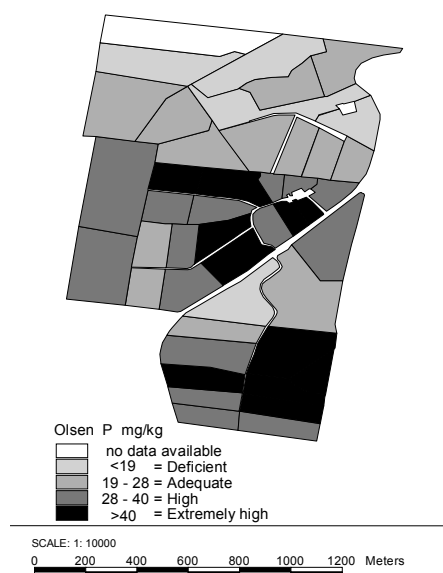 Olsen P mg/kg
no data available
<19 = Deficient
19 - 28 = Adequate
28 - 40 = High
>40 = Extremely high
SCALE: 1: 10000
0 200 400 600 800 1000 1200 Meters